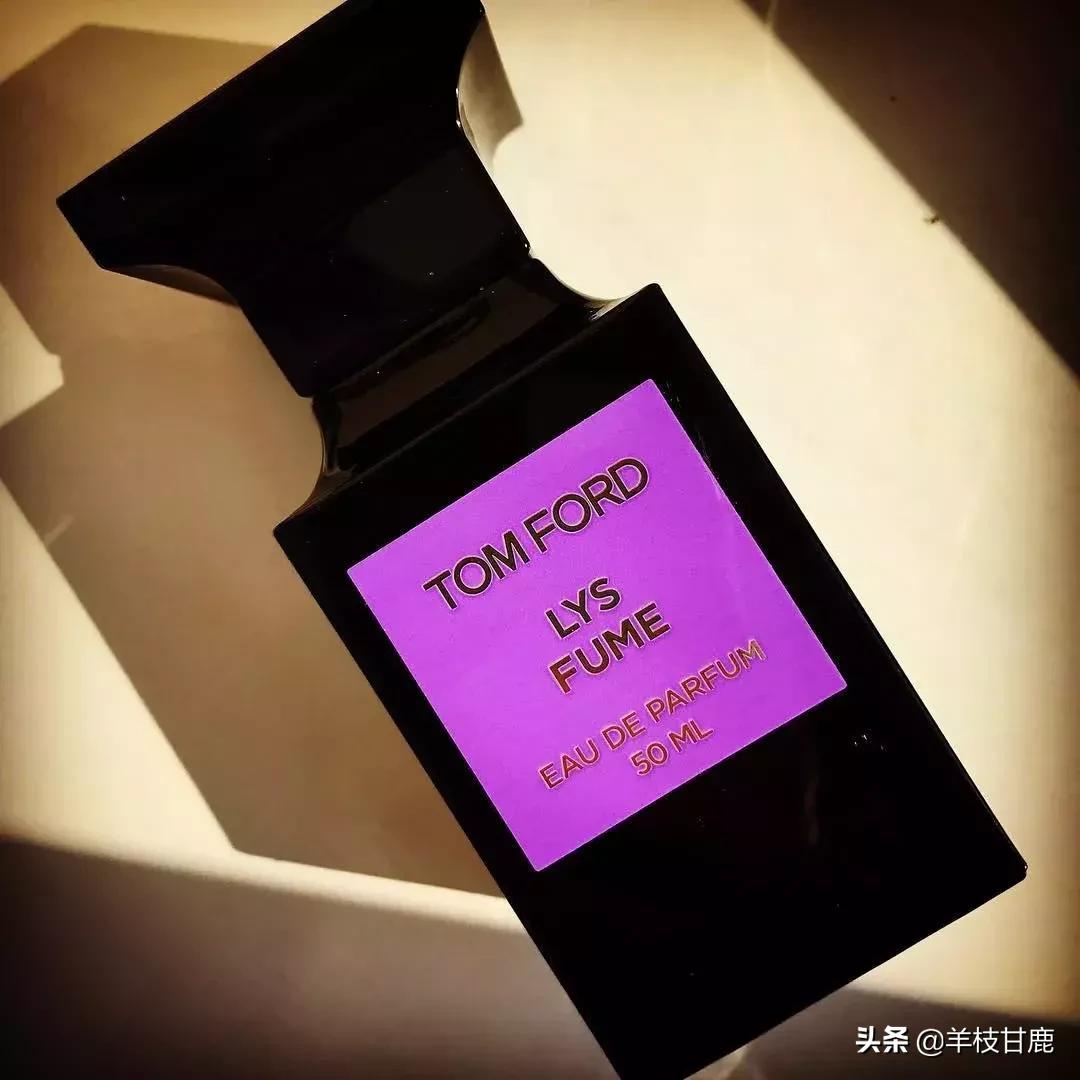 TOM FORD
LYS
FUME
EAU DE PARFUM
50 ML
头条 @羊枝甘鹿